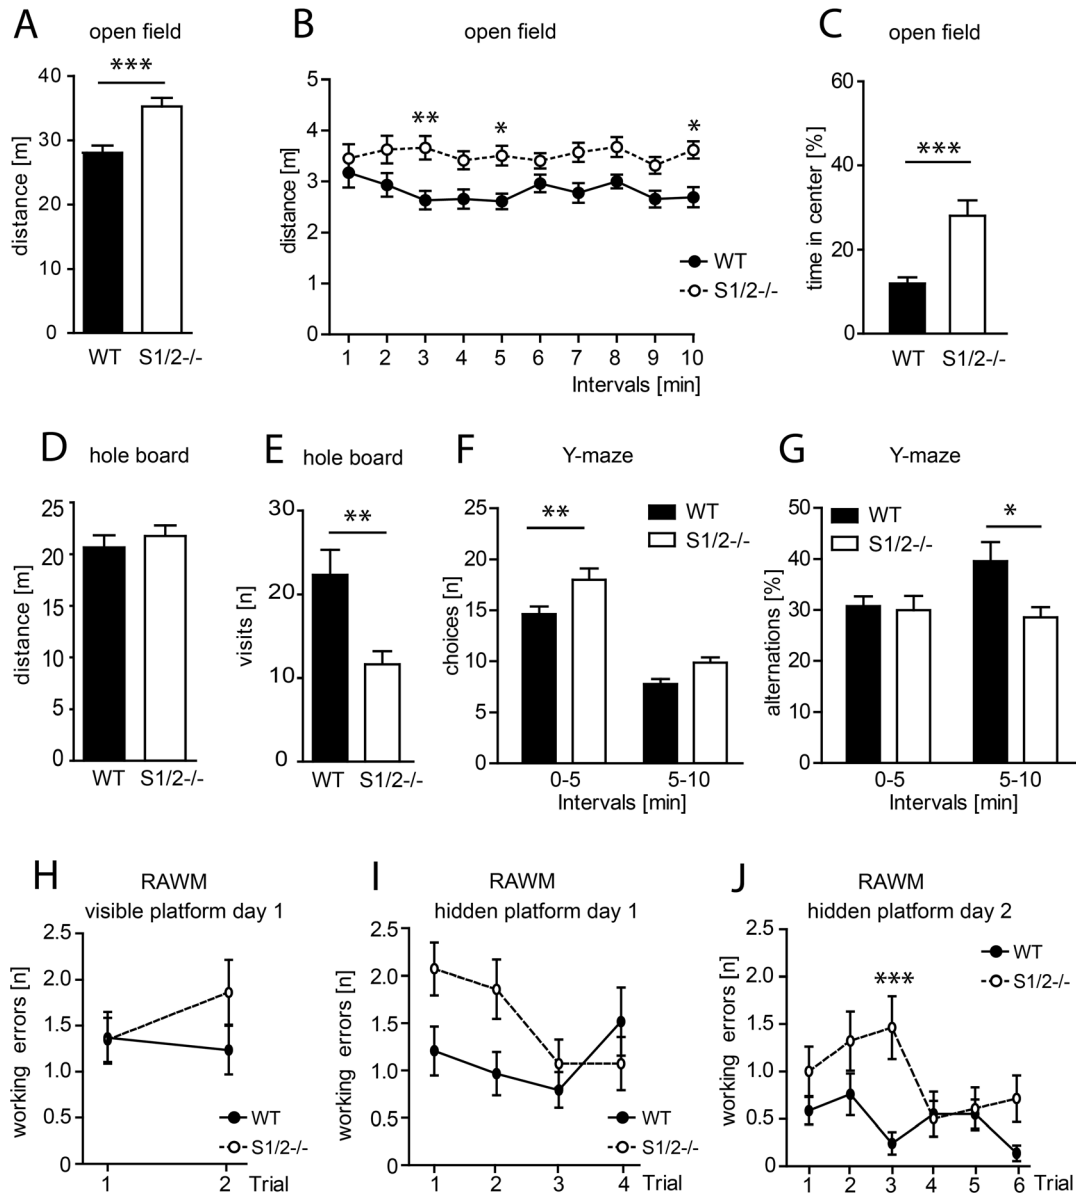 A
open field
***
40
30
20
10
0
distance [m]
WT S1/2-/-
B
open field
5
4
3
2
1
0
distance [m]
**
*
*
WT
S1/2-/-
1 2 3 4 5 6 7 8 9 10
Intervals [min]
C
open field
60
40
20
0
time in center [%]
***
WT S1/2-/-
D
hole board
25
20
15
10
5
0
distance [m]
WT S1/2-/-
E
hole board
30
20
10
0
visits [n]
**
WT S1/2-/-
F
Y-maze
25
20
15
10
5
0
choices [n]
**
WT
S1/2-/-
0-5 5-10
Intervals [min]
G
Y-maze
50
40
30
20
10
0
alternations [%]
WT
S1/2-/-
*
0-5 5-10
Intervals [min]
H
RAWM
visible platform day 1
2.5
2.0
1.5
1.0
0.5
0
working errors [n]
WT
S1/2-/-
1 2 Trial
I
RAWM
hidden platform day 1
2.5
2.0
1.5
1.0
0.5
0
working errors [n]
WT
S1/2-/-
1 2 3 4 Trial
J
RAWM
hidden platform day 2
2.5
2.0
1.5
1.0
0.5
0
working errors [n]
***
WT
S1/2-/-
1 2 3 4 5 6 Trial